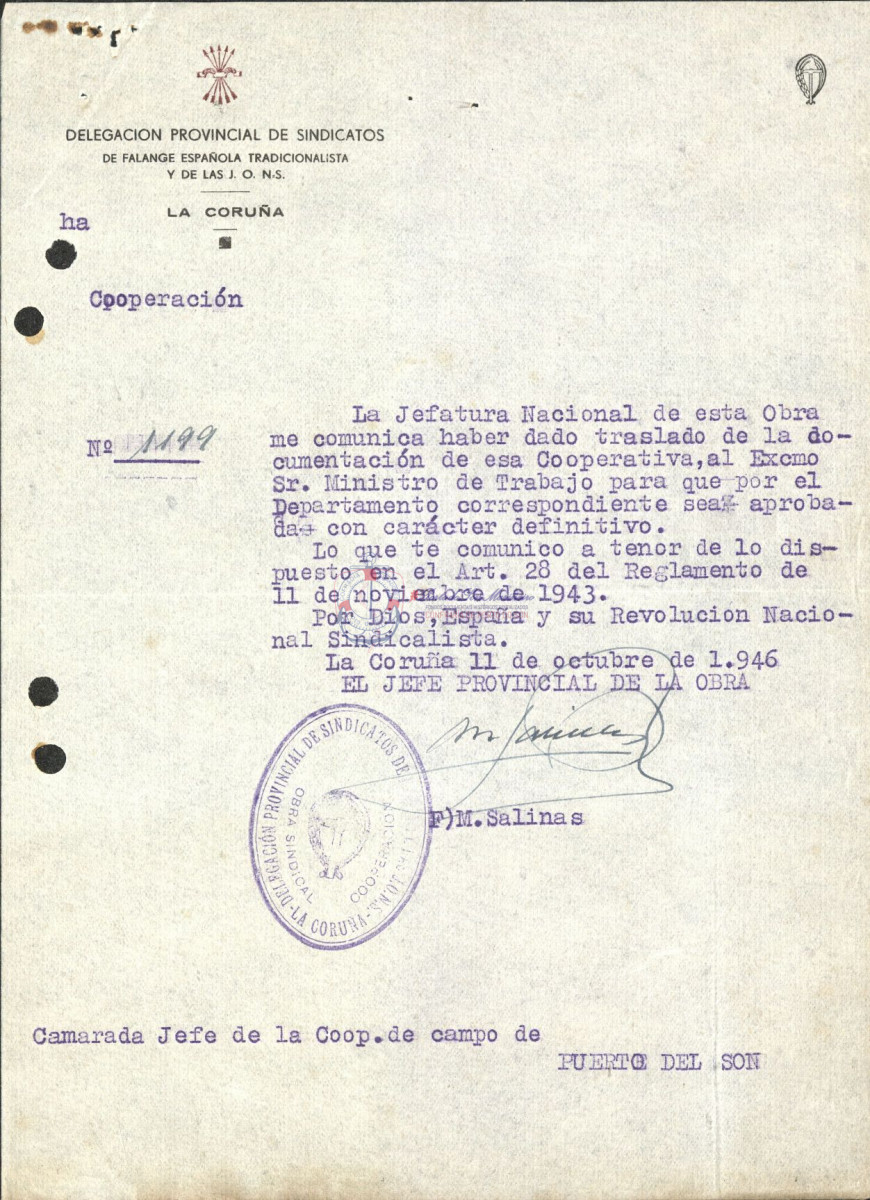 DELEGACION PROVINCIAL DE SINDICATOS
DE FALANGE ESPAÑOLA TRADICIONALISTA
Y DE LAS J. O. N-S.
LA CORUÑA
ha
Cooperación
Nº 1199
La Jefatura Nacional de esta Obra
me comunica haber dado traslado de la do-
cumentación de esa Cooperativa,al Excmo
Sr. Ministro de Trabajo para que por el
Departamento correspondiente sea aproba-
da con carácter definitivo.
Lo que te comunico a tenor de lo dis-
puesto en el Art. 28 del Reglamento de
11 de noviembre de 1943.
Por Dios,España y su Revolucion Nacio-
nal Sindicalista.
La Coruña 11 de octubre de 1.946
EL JEFE PROVINCIAL DE LA OBRA
M Salinas
F)M.Salinas
DELEGACIÓN PROVINCIAL DE SINDICATOS DE
-LA CORUÑA-
OBRA SINDICAL
COOPERACION
Camarada Jefe de la Coop.de campo de
PUERTO DEL SON